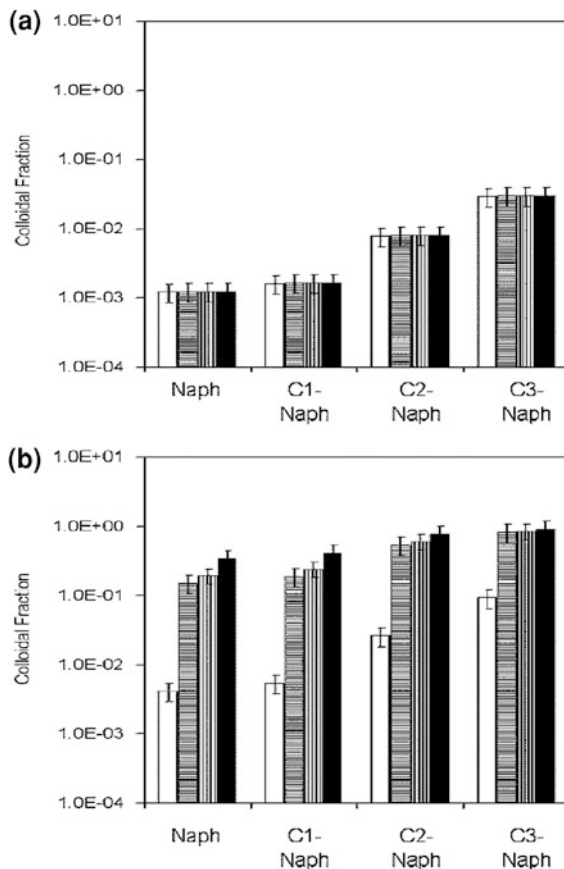 (a)
1.0E+01
1.0E+00
1.0E-01
1.0E-02
1.0E-03
1.0E-04
Colloidal Fraction
Naph C1- C2- C3-
Naph Naph Naph
(b)
1.0E+01
1.0E+00
1.0E-01
1.0E-02
1.0E-03
1.0E-04
Colloidal Fraction
Naph C1- C2- C3-
Naph Naph Naph